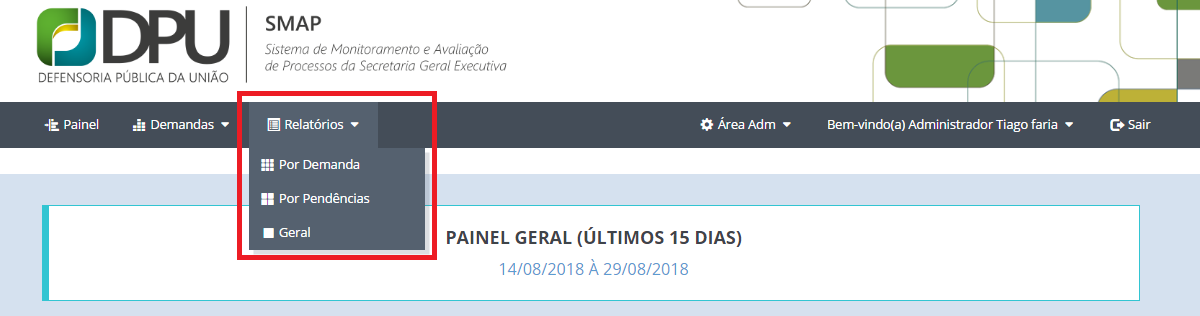 DPU
DEFENSORIA PÚBLICA DA UNIÃO
SMAP
Sistema de Monitoramento e Avaliação
de Processos da Secretaria Geral Executiva
Painel Demandas Relatórios Área Adm Bem-vindo(a) Administrador Tiago faria Sair
Por Demanda
Por Pendências
Geral
PAINEL GERAL (ÚLTIMOS 15 DIAS)
14/08/2018 À 29/08/2018